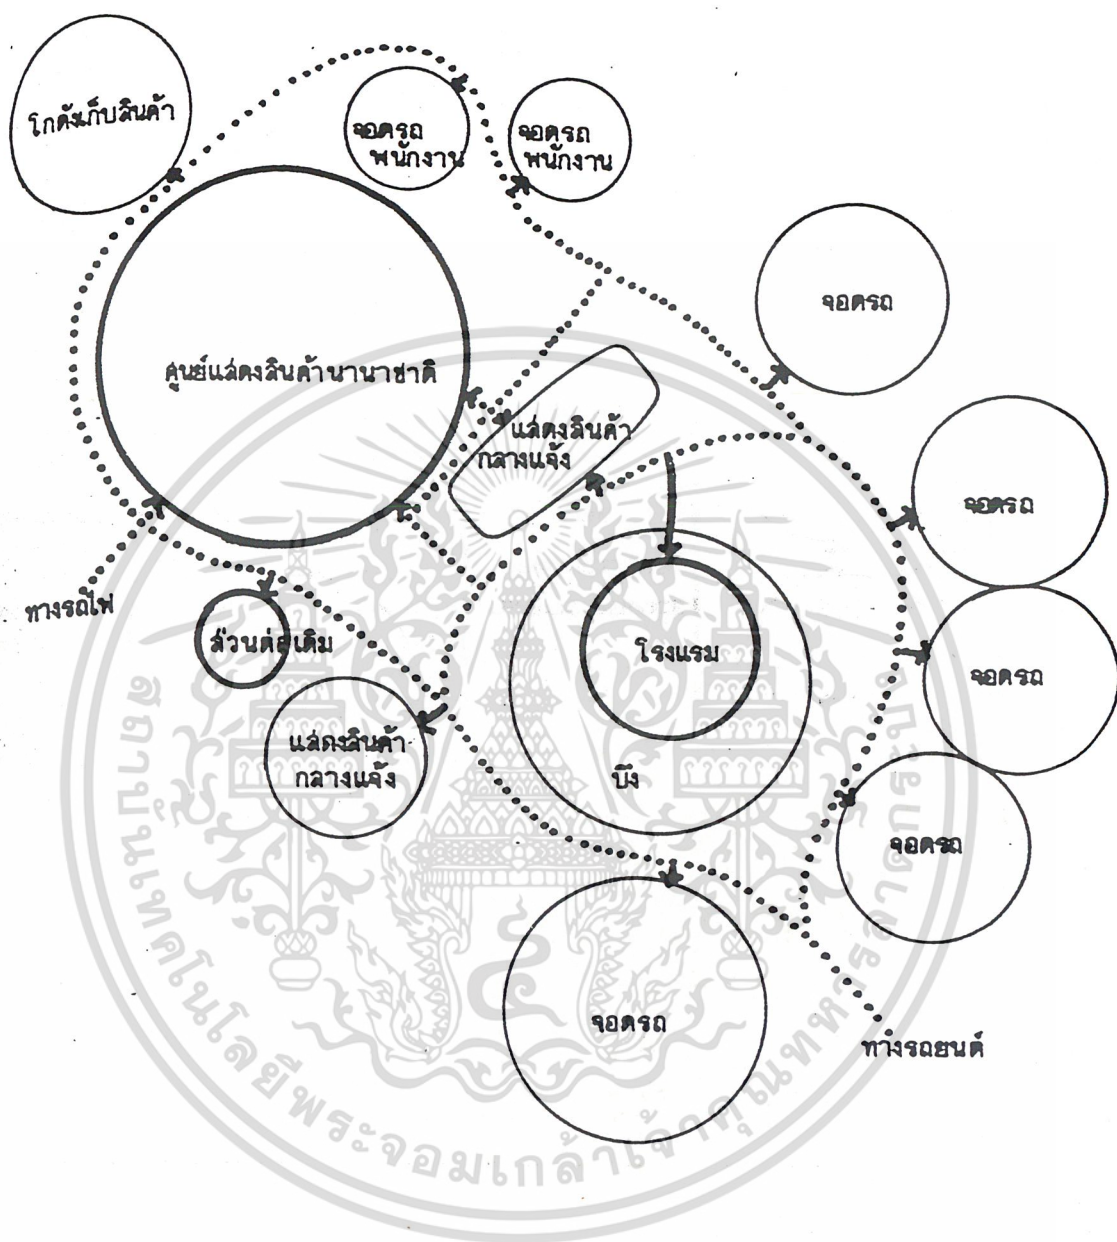 โกดังเก็บสินค้า
จอดรถ
พนักงาน
จอดรถ
พนักงาน
จอดรถ
ศูนย์แสดงสินค้านานาชาติ
แสดงสินค้า
กลางแจ้ง
จอดรถ
ทางรถไฟ
ส่วนต่อเติม
โรงแรม
จอดรถ
แสดงสินค้า
กลางแจ้ง
บึง
จอดรถ
จอดรถ
ทางรถยนต์
สถาบันเทคโนโลยีพระจอมเกล้าเจ้าคุณทหารลาดกระบัง